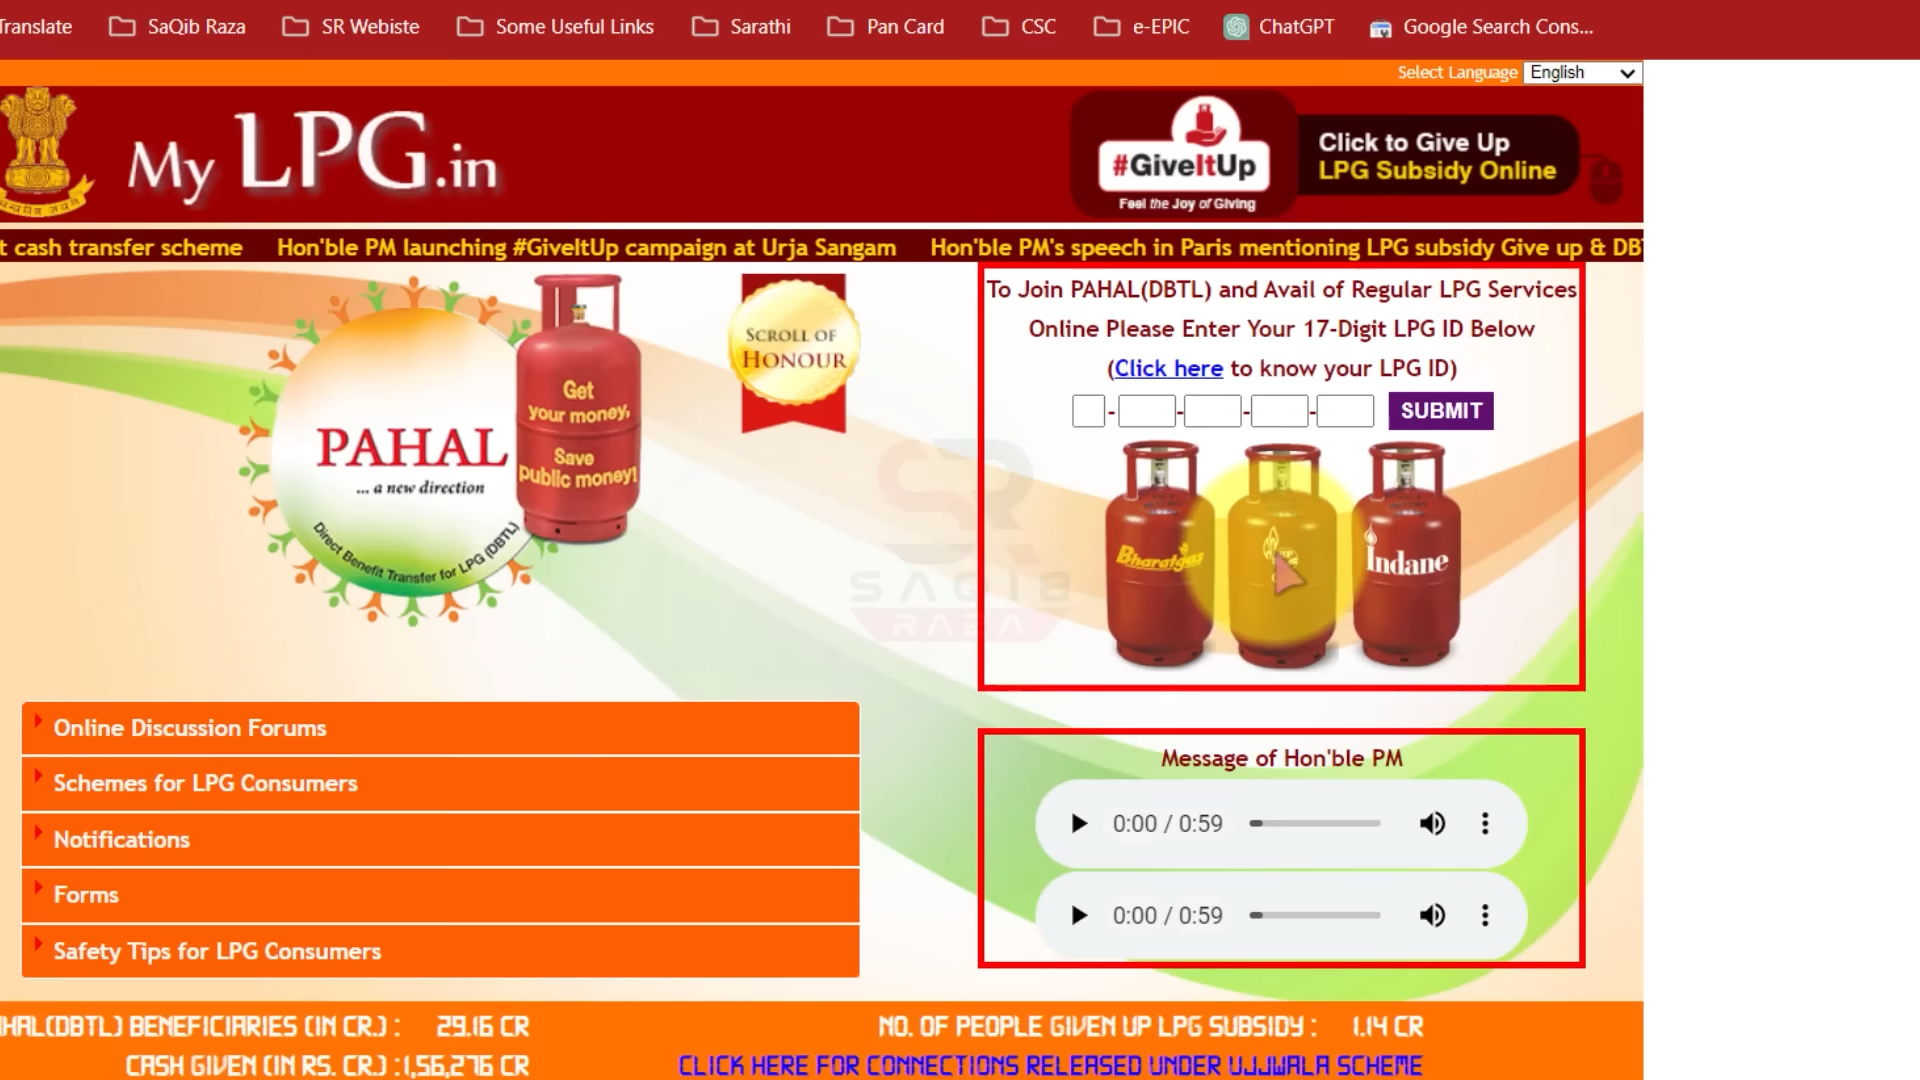 Translate
SaQib Raza
SR Webiste
Some Useful Links
Sarathi
Pan Card
CSC
e-EPIC
ChatGPT
Google Search Cons...
Select Language English
My LPG.in
#GiveItUp
Feel the Joy of Giving
Click to Give Up
LPG Subsidy Online
t cash transfer scheme Hon'ble PM launching #GiveItUp campaign at Urja Sangam Hon'ble PM's speech in Paris mentioning LPG subsidy Give up & DBT
PAHAL
... a new direction
Direct Benefit Transfer for LPG (DBTL)
Get
your money,
Save
public money!
SCROLL OF
HONOUR
To Join PAHAL(DBTL) and Avail of Regular LPG Services
Online Please Enter Your 17-Digit LPG ID Below
(Click here to know your LPG ID)
- - - - SUBMIT
Bharatgas
Indane
SR
SAQIB
RAZA
Online Discussion Forums
Schemes for LPG Consumers
Notifications
Forms
Safety Tips for LPG Consumers
Message of Hon'ble PM
0:00 / 0:59
0:00 / 0:59
AHAL(DBTL) BENEFICIARIES (IN CR.) : 29.16 CR
NO. OF PEOPLE GIVEN UP LPG SUBSIDY : 1.14 CR
CASH GIVEN (IN RS. CR.) :1,56,276 CR
CLICK HERE FOR CONNECTIONS RELEASED UNDER UJJWALA SCHEME